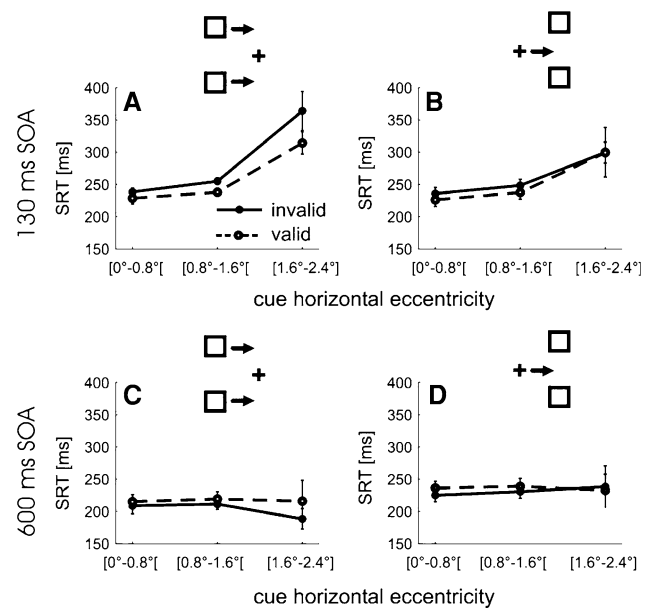 130 ms SOA
A
SRT [ms]
400
350
300
250
200
150
invalid
valid
[0°-0.8°[ [0.8°-1.6°[ [1.6°-2.4°]
B
SRT [ms]
400
350
300
250
200
150
[0°-0.8°[ [0.8°-1.6°[ [1.6°-2.4°]
cue horizontal eccentricity
600 ms SOA
C
SRT [ms]
400
350
300
250
200
150
[0°-0.8°[ [0.8°-1.6°[ [1.6°-2.4°[
D
SRT [ms]
400
350
300
250
200
150
[0°-0.8°[ [0.8°-1.6°[ [1.6°-2.4°[
cue horizontal eccentricity